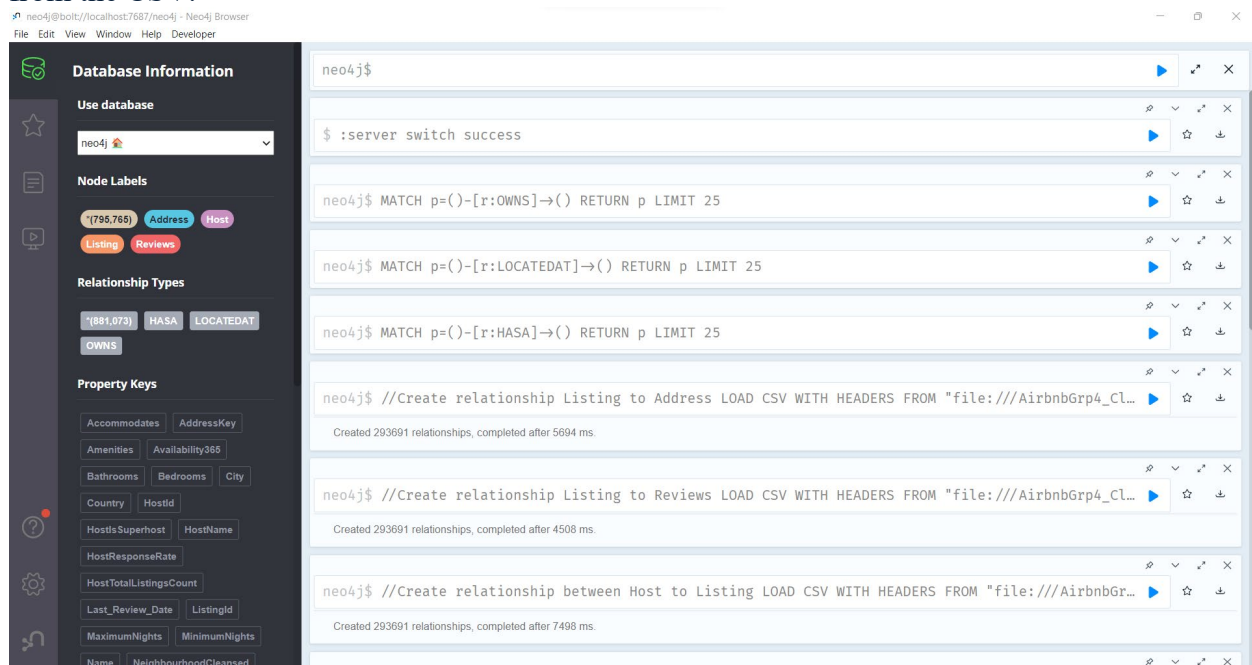 neo4j@bolt://localhost:7687/neo4j - Neo4j Browser
File Edit View Window Help Developer
Database Information
Use database
neo4j
Node Labels
*(795,765) Address Host
Listing Reviews
Relationship Types
*(881,073) HASA LOCATEDAT
OWNS
Property Keys
Accommodates AddressKey
Amenities Availability365
Bathrooms Bedrooms City
Country HostId
HostIsSuperhost HostName
HostResponseRate
HostTotalListingsCount
Last_Review_Date ListingId
MaximumNights MinimumNights
Name NeighbourhoodCleansed
neo4j$
$ :server switch success
neo4j$ MATCH p=()-[r:OWNS]→() RETURN p LIMIT 25
neo4j$ MATCH p=()-[r:LOCATEDAT]→() RETURN p LIMIT 25
neo4j$ MATCH p=()-[r:HASA]→() RETURN p LIMIT 25
neo4j$ //Create relationship Listing to Address LOAD CSV WITH HEADERS FROM "file:///AirbnbGrp4_Cl…
Created 293691 relationships, completed after 5694 ms.
neo4j$ //Create relationship Listing to Reviews LOAD CSV WITH HEADERS FROM "file:///AirbnbGrp4_Cl…
Created 293691 relationships, completed after 4508 ms.
neo4j$ //Create relationship between Host to Listing LOAD CSV WITH HEADERS FROM "file:///AirbnbGr…
Created 293691 relationships, completed after 7498 ms.